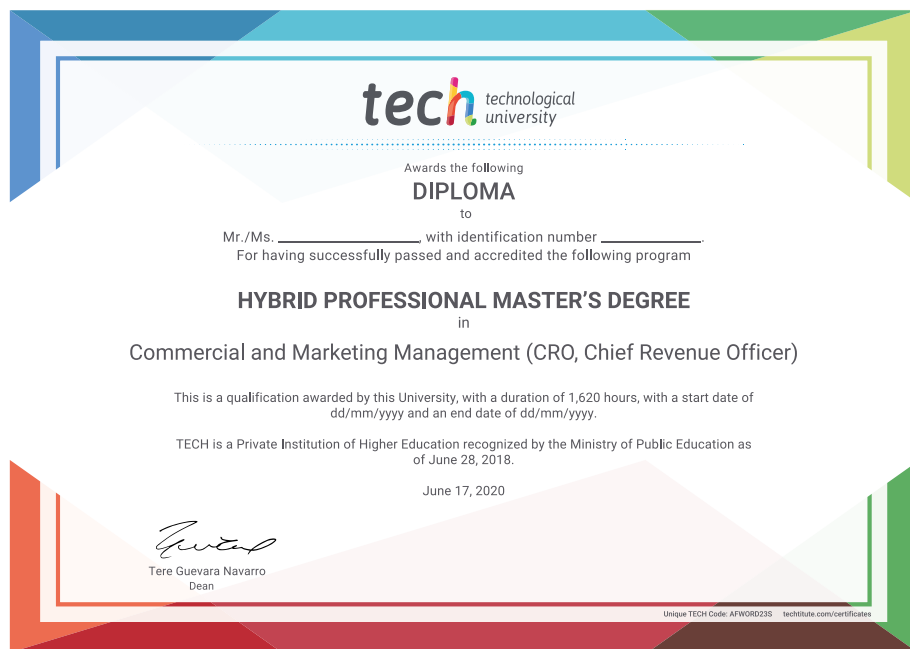 tech technological
university
Awards the following
DIPLOMA
to
Mr./Ms. ____________, with identification number ____________.
For having successfully passed and accredited the following program
HYBRID PROFESSIONAL MASTER'S DEGREE
in
Commercial and Marketing Management (CRO, Chief Revenue Officer)
This is a qualification awarded by this University, with a duration of 1,620 hours, with a start date of
dd/mm/yyyy and an end date of dd/mm/yyyy.
TECH is a Private Institution of Higher Education recognized by the Ministry of Public Education as
of June 28, 2018.
June 17, 2020
Tere Guevara Navarro
Dean
Unique TECH Code: AFWORD23S techtitute.com/certificates